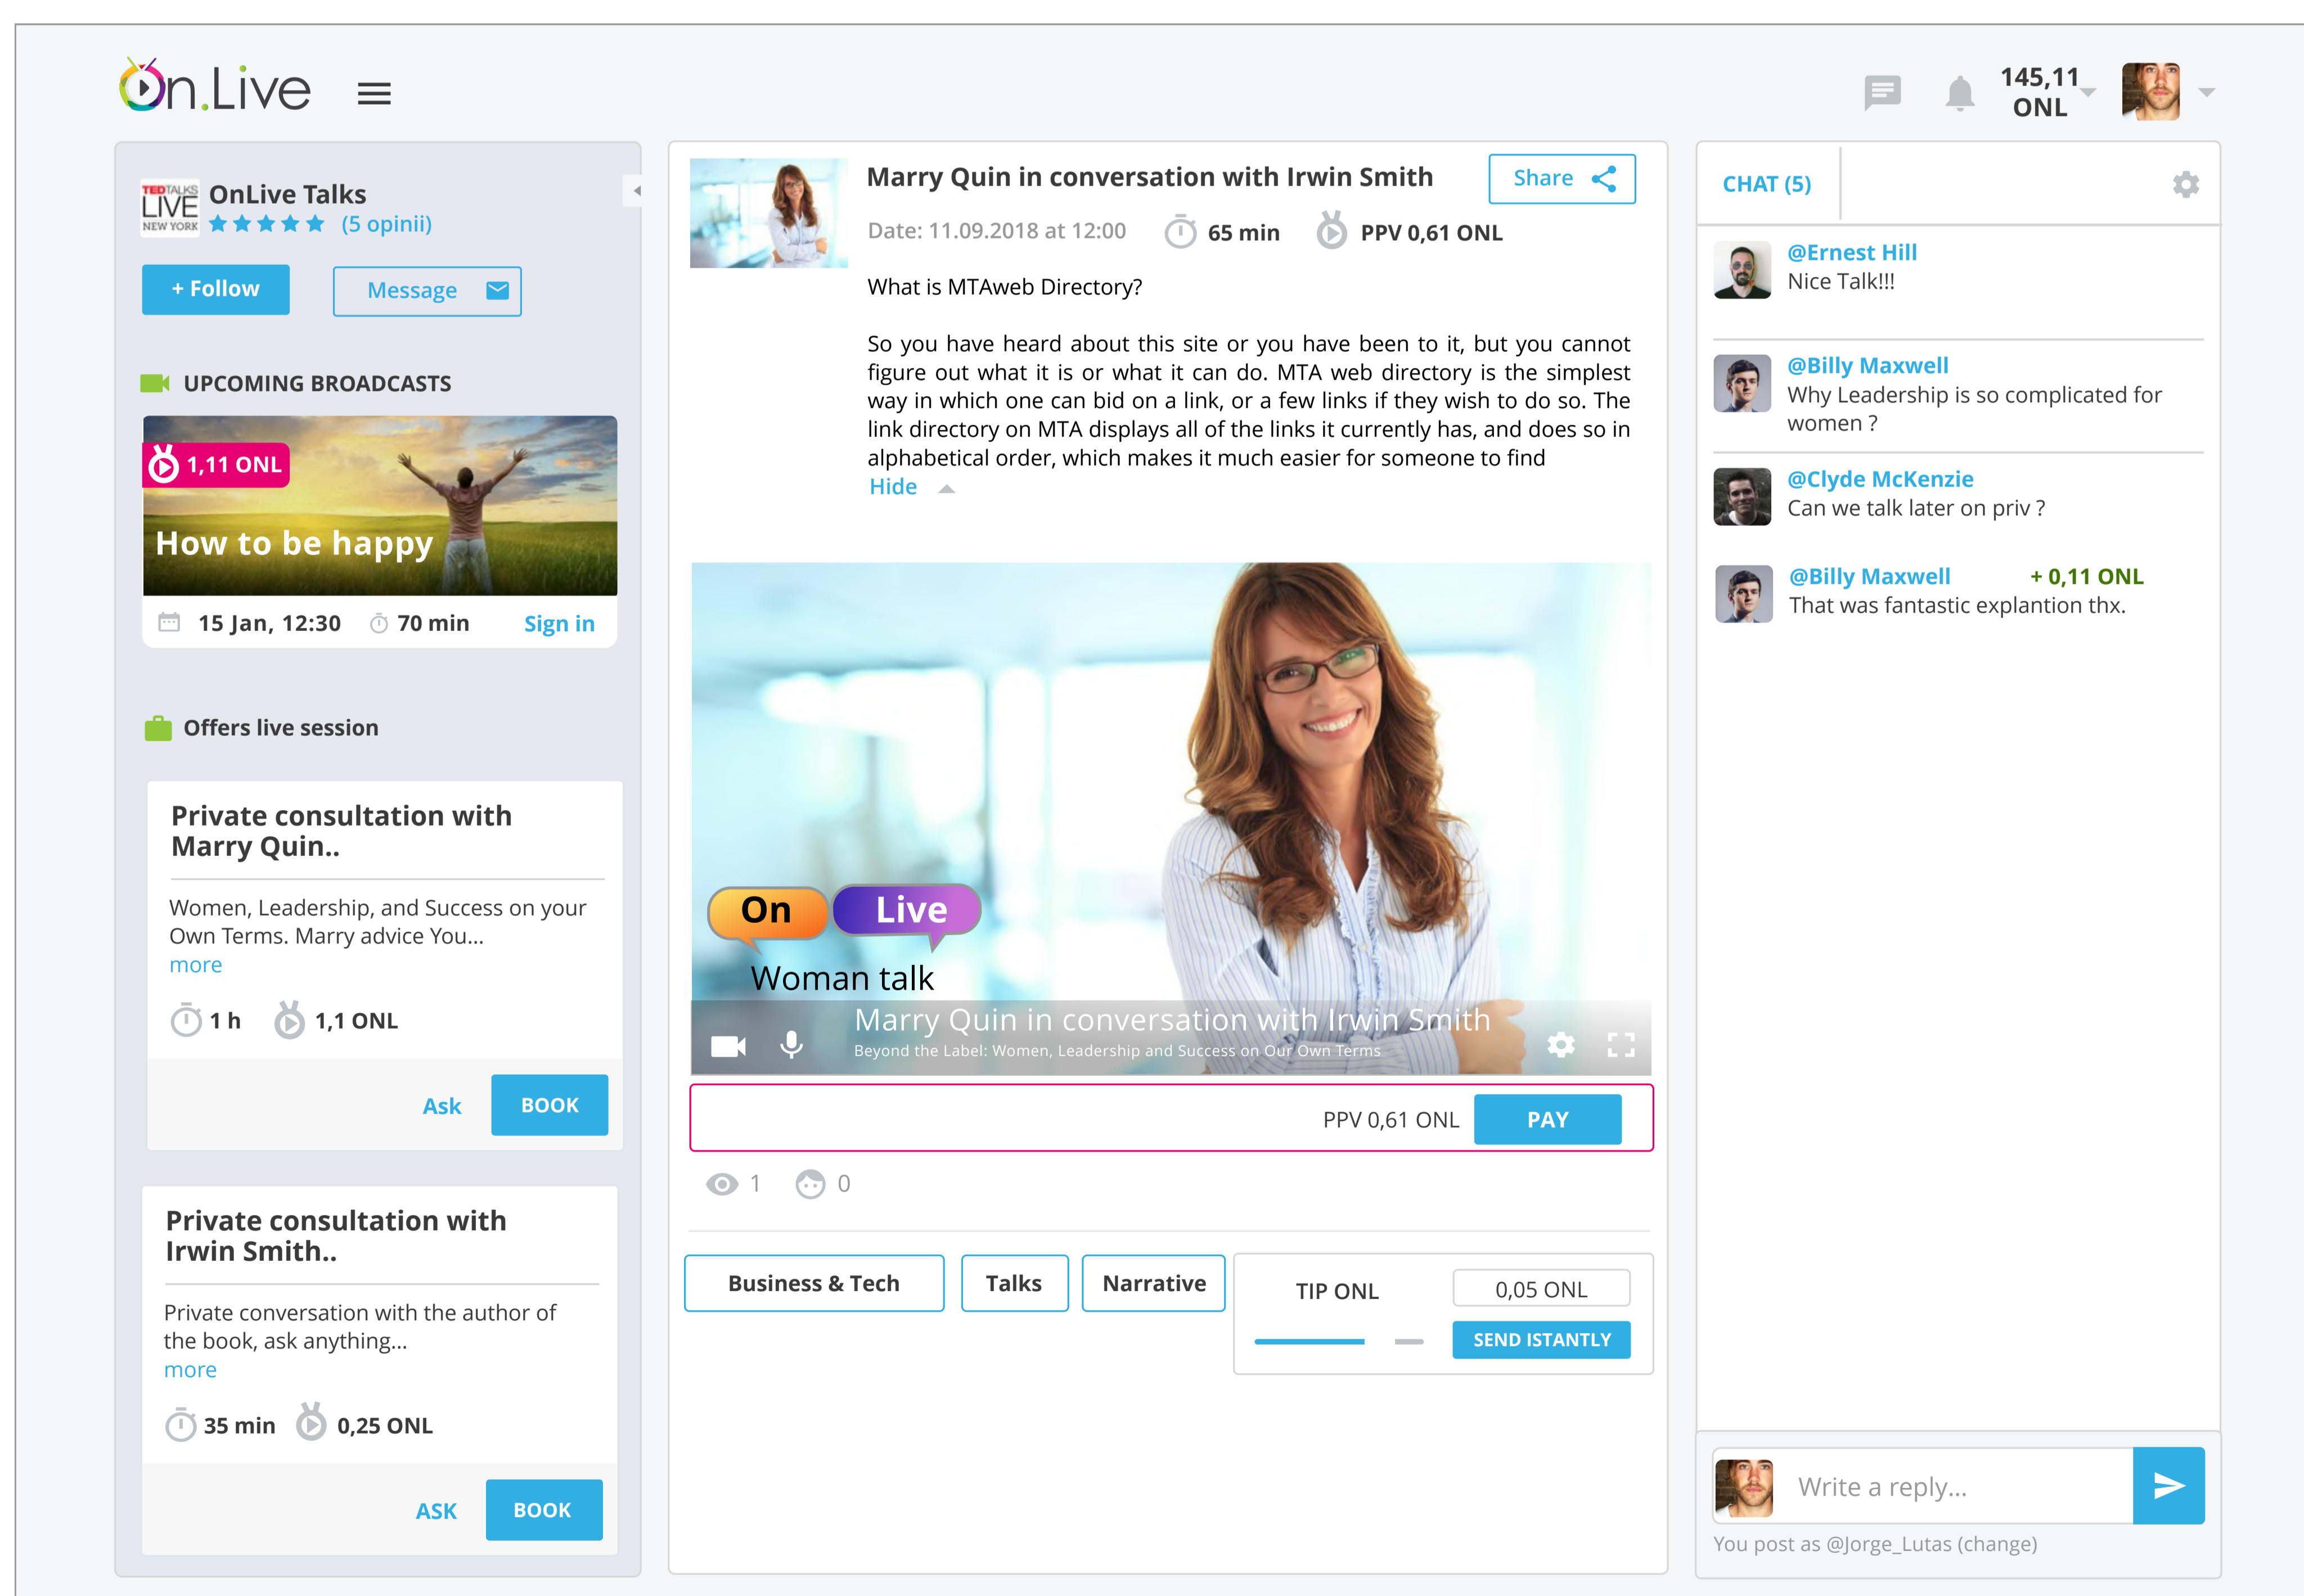 On.Live
145,11
ONL
TEDTALKS
LIVE
NEW YORK
OnLive Talks
(5 opinii)
+ Follow
Message
UPCOMING BROADCASTS
1,11 ONL
How to be happy
15 Jan, 12:30
70 min
Sign in
Offers live session
Private consultation with
Marry Quin..
Women, Leadership, and Success on your
Own Terms. Marry advice You...
more
1 h
1,1 ONL
Ask
BOOK
Private consultation with
Irwin Smith..
Private conversation with the author of
the book, ask anything...
more
35 min
0,25 ONL
ASK
BOOK
Marry Quin in conversation with Irwin Smith
Share
Date: 11.09.2018 at 12:00
65 min
PPV 0,61 ONL
What is MTAweb Directory?
So you have heard about this site or you have been to it, but you cannot
figure out what it is or what it can do. MTA web directory is the simplest
way in which one can bid on a link, or a few links if they wish to do so. The
link directory on MTA displays all of the links it currently has, and does so in
alphabetical order, which makes it much easier for someone to find
Hide
On
Live
Woman talk
Marry Quin in conversation with Irwin Smith
Beyond the Label: Women, Leadership and Success on Our Own Terms
PPV 0,61 ONL
PAY
1
0
Business & Tech
Talks
Narrative
TIP ONL
0,05 ONL
SEND ISTANTLY
CHAT (5)
@Ernest Hill
Nice Talk!!!
@Billy Maxwell
Why Leadership is so complicated for
women ?
@Clyde McKenzie
Can we talk later on priv ?
@Billy Maxwell
+ 0,11 ONL
That was fantastic explantion thx.
Write a reply...
You post as @Jorge_Lutas (change)